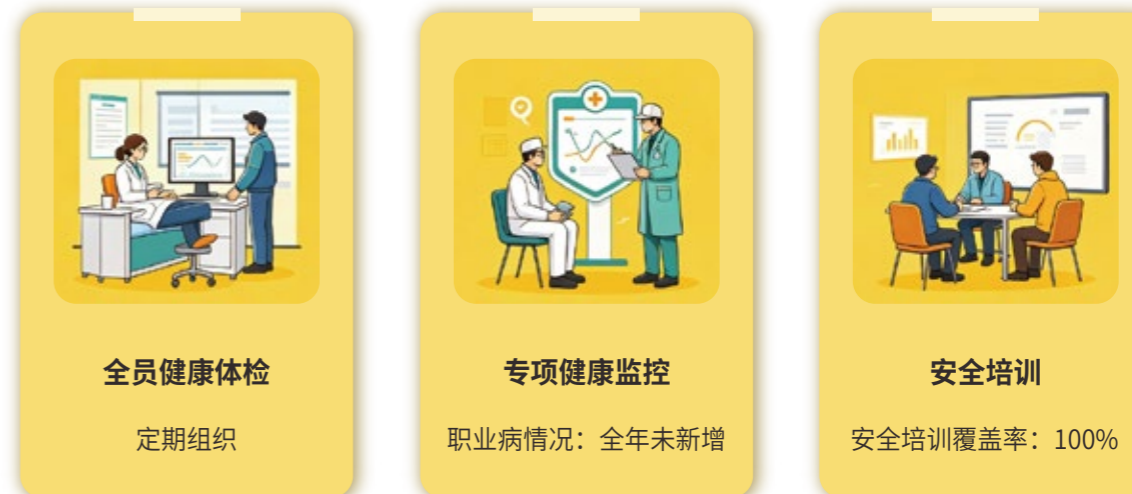 全员健康体检
定期组织
专项健康监控
职业病情况：全年未新增
安全培训
安全培训覆盖率：100%